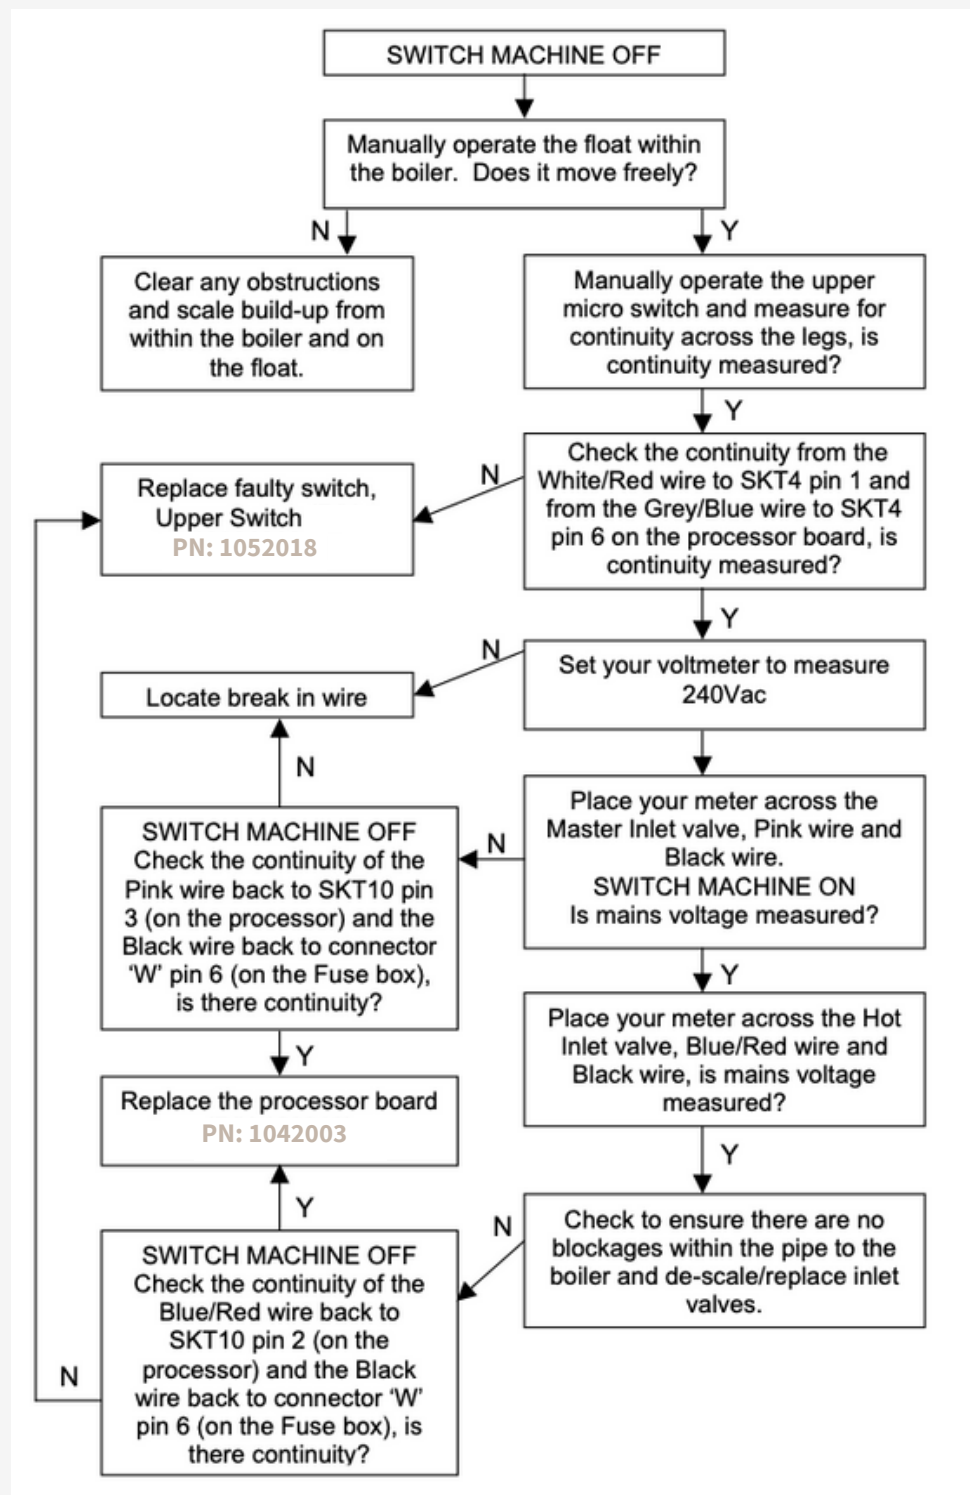 SWITCH MACHINE OFF
Manually operate the float within
the boiler.  Does it move freely?
N
Y
Clear any obstructions
and scale build-up from
within the boiler and on
the float.
Manually operate the upper
micro switch and measure for
continuity across the legs, is
continuity measured?
Y
Check the continuity from the
White/Red wire to SKT4 pin 1 and
from the Grey/Blue wire to SKT4
pin 6 on the processor board, is
continuity measured?
N
Replace faulty switch,
Upper Switch
PN: 1052018
Y
Set your voltmeter to measure
240Vac
N
Locate break in wire
N
Place your meter across the
Master Inlet valve, Pink wire and
Black wire.
SWITCH MACHINE ON
Is mains voltage measured?
N
SWITCH MACHINE OFF
Check the continuity of the
Pink wire back to SKT10 pin
3 (on the processor) and the
Black wire back to connector
‘W’ pin 6 (on the Fuse box),
is there continuity?
Y
Place your meter across the Hot
Inlet valve, Blue/Red wire and
Black wire, is mains voltage
measured?
Y
Replace the processor board
PN: 1042003
Y
Y
Check to ensure there are no
blockages within the pipe to the
boiler and de-scale/replace inlet
valves.
N
SWITCH MACHINE OFF
Check the continuity of the
Blue/Red wire back to
SKT10 pin 2 (on the
processor) and the Black
wire back to connector ‘W’
pin 6 (on the Fuse box), is
there continuity?
N